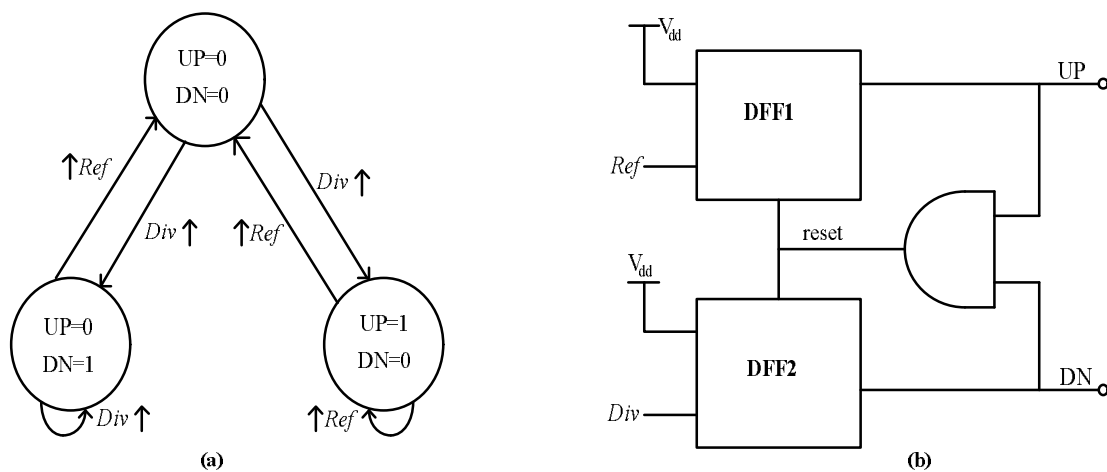 UP=0
DN=0
↑Ref
Div↑
Div↑
↑Ref
UP=0
DN=1
Div↑
UP=1
DN=0
↑Ref
(a)
Vdd
DFF1
Ref
UP
reset
Vdd
DFF2
Div
DN
(b)